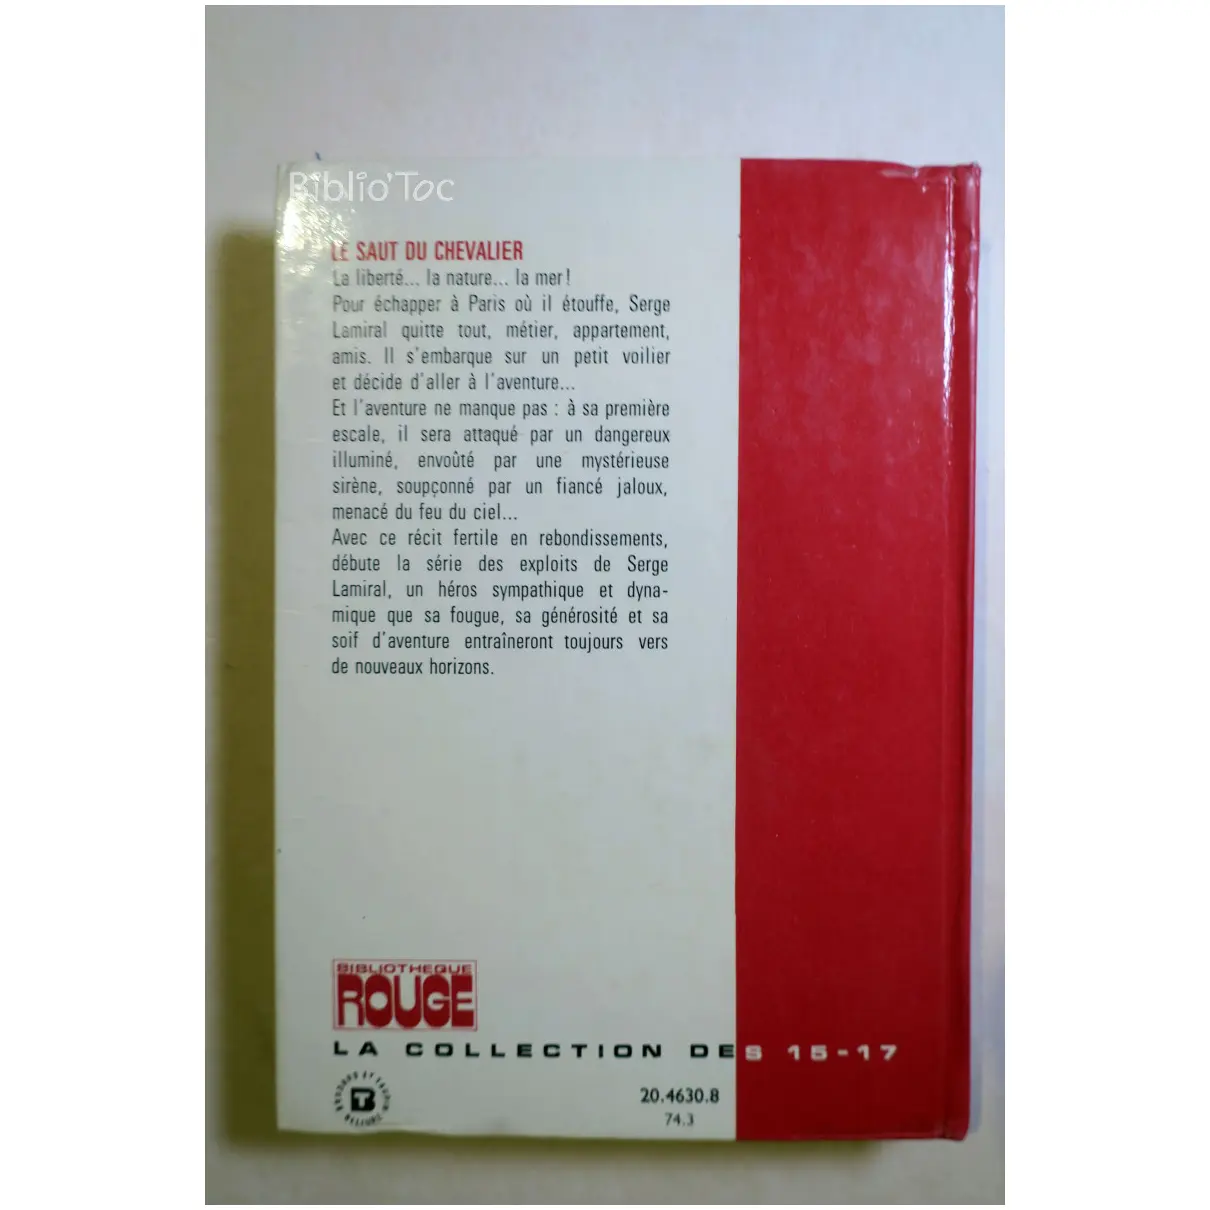 Biblio'Toc
LE SAUT DU CHEVALIER
La liberté... la nature... la mer!
Pour échapper à Paris où il étouffe, Serge
Lamiral quitte tout, métier, appartement,
amis. Il s'embarque sur un petit voilier
et décide d'aller à l'aventure...
Et l'aventure ne manque pas : à sa première
escale, il sera attaqué par un dangereux
illuminé, envoûté par une mystérieuse
sirène, soupçonné par un fiancé jaloux,
menacé du feu du ciel...
Avec ce récit fertile en rebondissements,
débute la série des exploits de Serge
Lamiral, un héros sympathique et dyna-
mique que sa fougue, sa générosité et sa
soif d'aventure entraîneront toujours vers
de nouveaux horizons.
BIBLIOTHEQUE
ROUGE
LA COLLECTION DES 15-17
20.4630.8
74.3